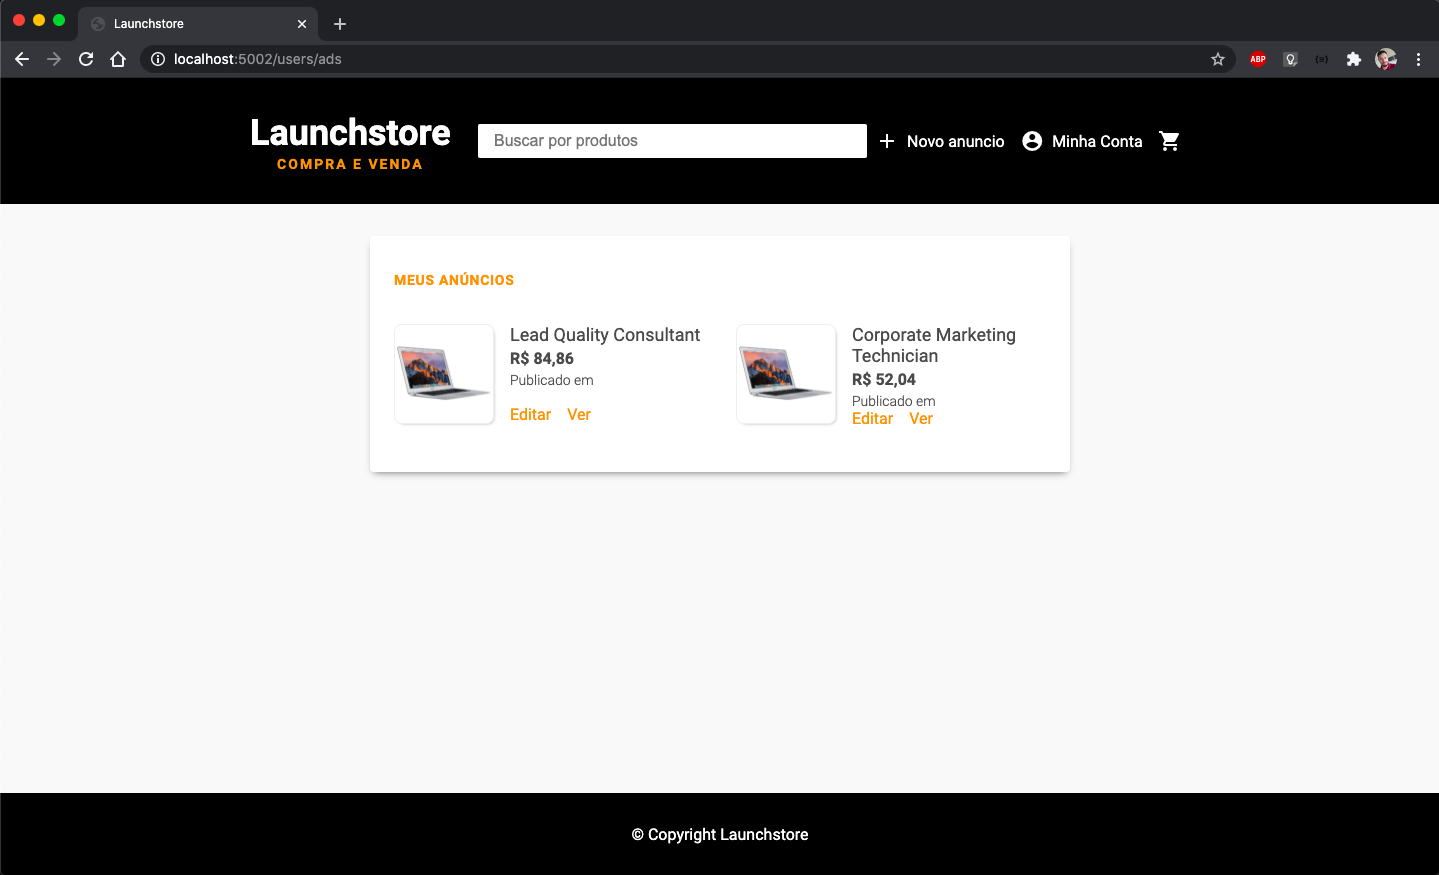 Launchstore
localhost:5002/users/ads
ABP
Launchstore
COMPRA E VENDA
Buscar por produtos
Novo anuncio
Minha Conta
MEUS ANÚNCIOS
Lead Quality Consultant
R$ 84,86
Publicado em
Editar Ver
Corporate Marketing
Technician
R$ 52,04
Publicado em
Editar Ver
© Copyright Launchstore